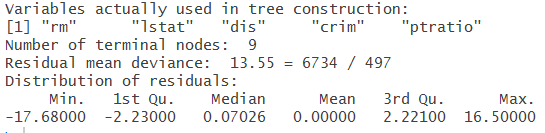 Variables actually used in tree construction:
[1] "rm"      "lstat"   "dis"     "crim"    "ptratio"
Number of terminal nodes:  9
Residual mean deviance:  13.55 = 6734 / 497
Distribution of residuals:
     Min.   1st Qu.    Median      Mean   3rd Qu.      Max.
-17.68000  -2.23000   0.07026   0.00000   2.22100  16.50000